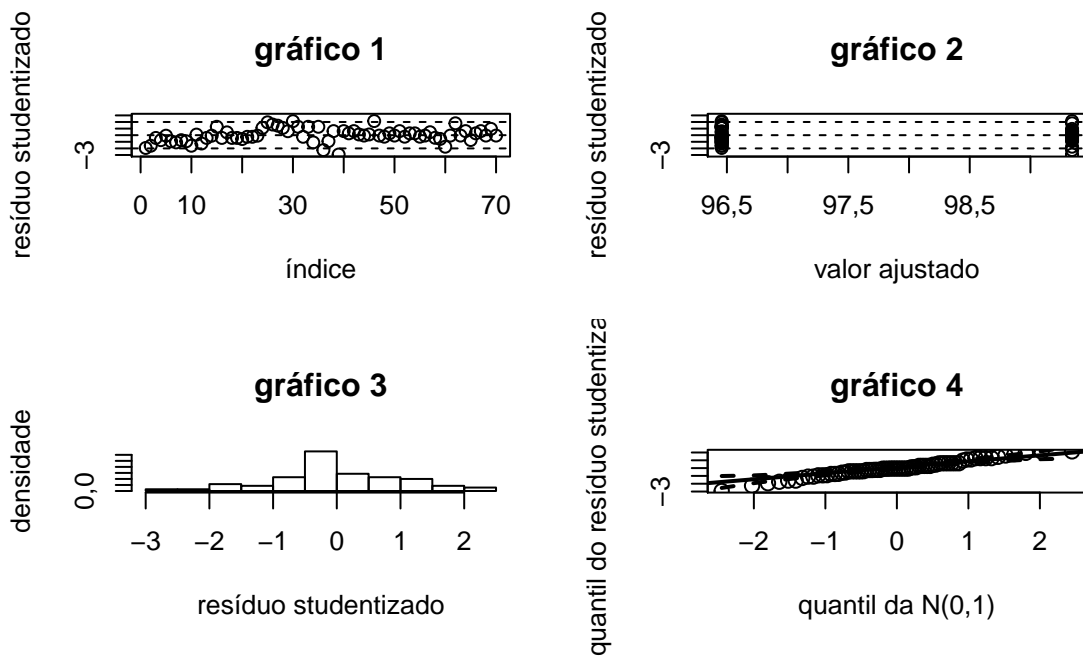 gráfico 1
resíduo studentizado
−3
0 10 30 50 70
índice
gráfico 2
resíduo studentizado
−3
96,5 97,5 98,5
valor ajustado
gráfico 3
densidade
0,0
−3 −2 −1 0 1 2
resíduo studentizado
gráfico 4
quantil do resíduo studentiza
−3
−2 −1 0 1 2
quantil da N(0,1)